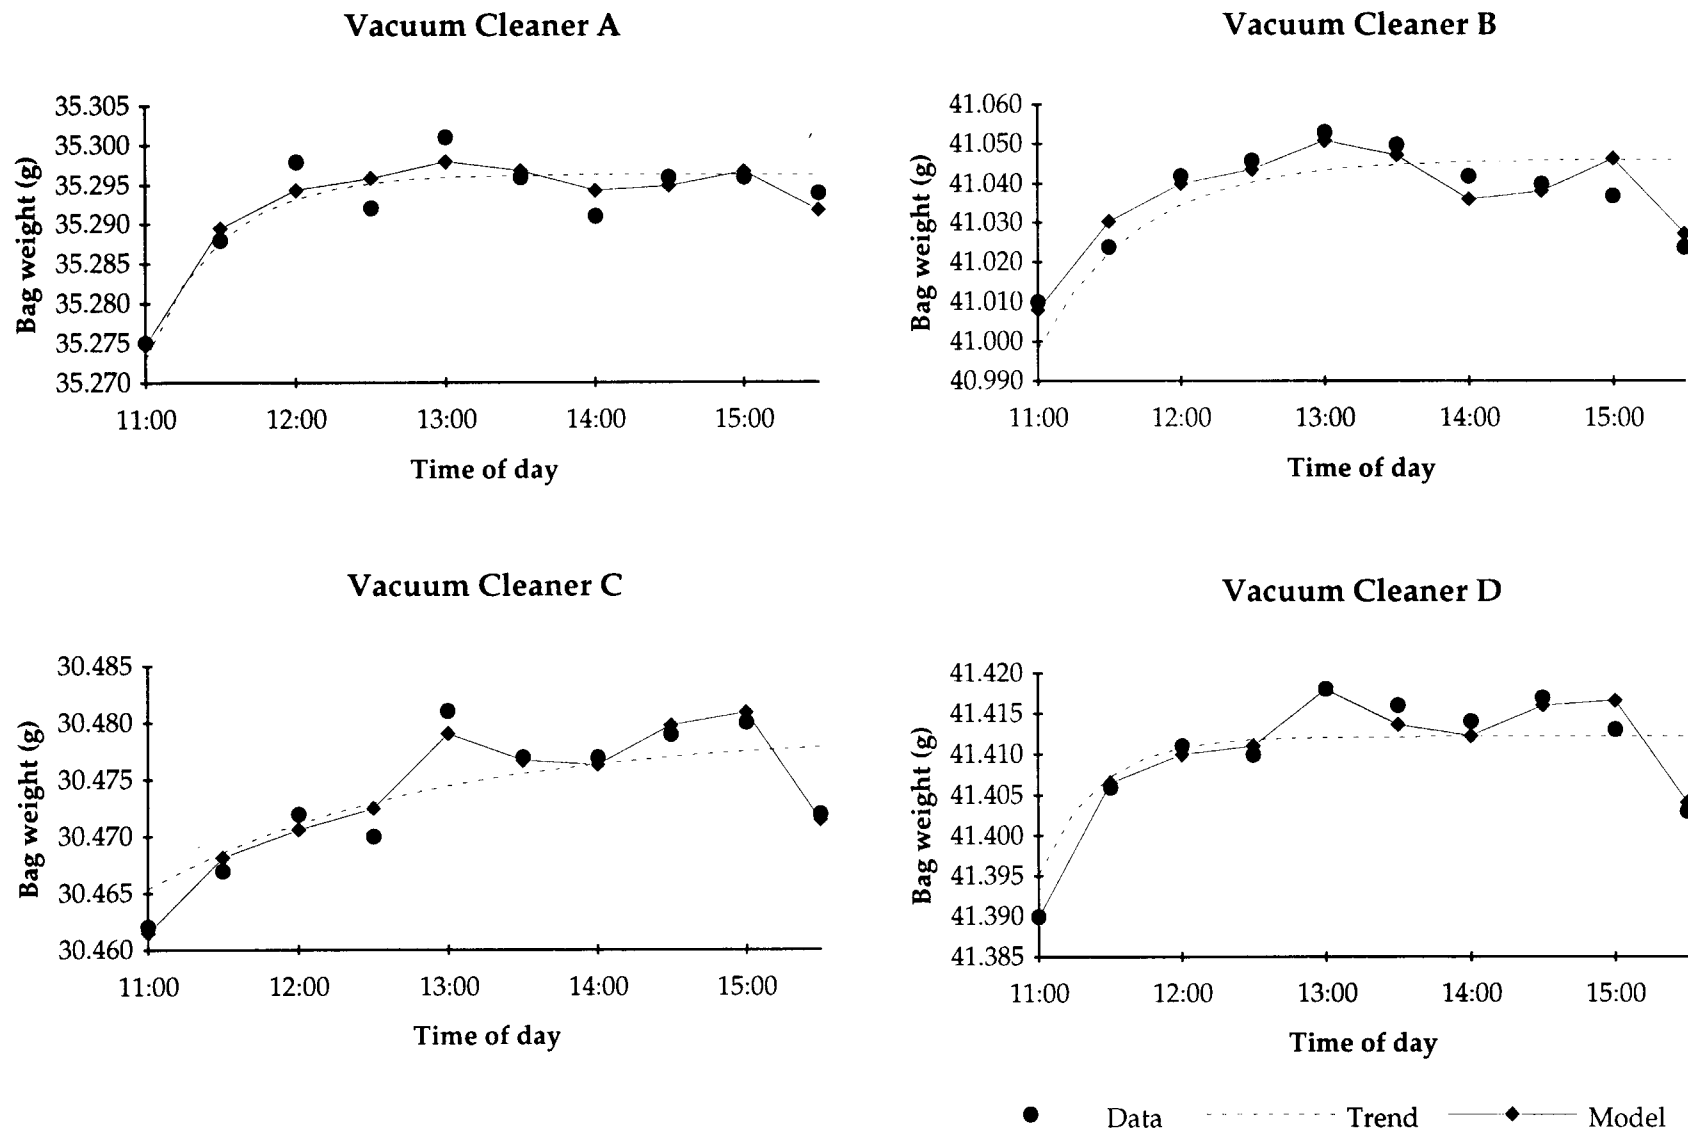 Vacuum Cleaner A
35.305
35.300
35.295
35.290
35.285
35.280
35.275
35.270
Bag weight (g)
11:00 12:00 13:00 14:00 15:00
Time of day
Vacuum Cleaner B
41.060
41.050
41.040
41.030
41.020
41.010
41.000
40.990
Bag weight (g)
11:00 12:00 13:00 14:00 15:00
Time of day
Vacuum Cleaner C
30.485
30.480
30.475
30.470
30.465
30.460
Bag weight (g)
11:00 12:00 13:00 14:00 15:00
Time of day
Vacuum Cleaner D
41.420
41.415
41.410
41.405
41.400
41.395
41.390
41.385
Bag weight (g)
11:00 12:00 13:00 14:00 15:00
Time of day
Data Trend Model